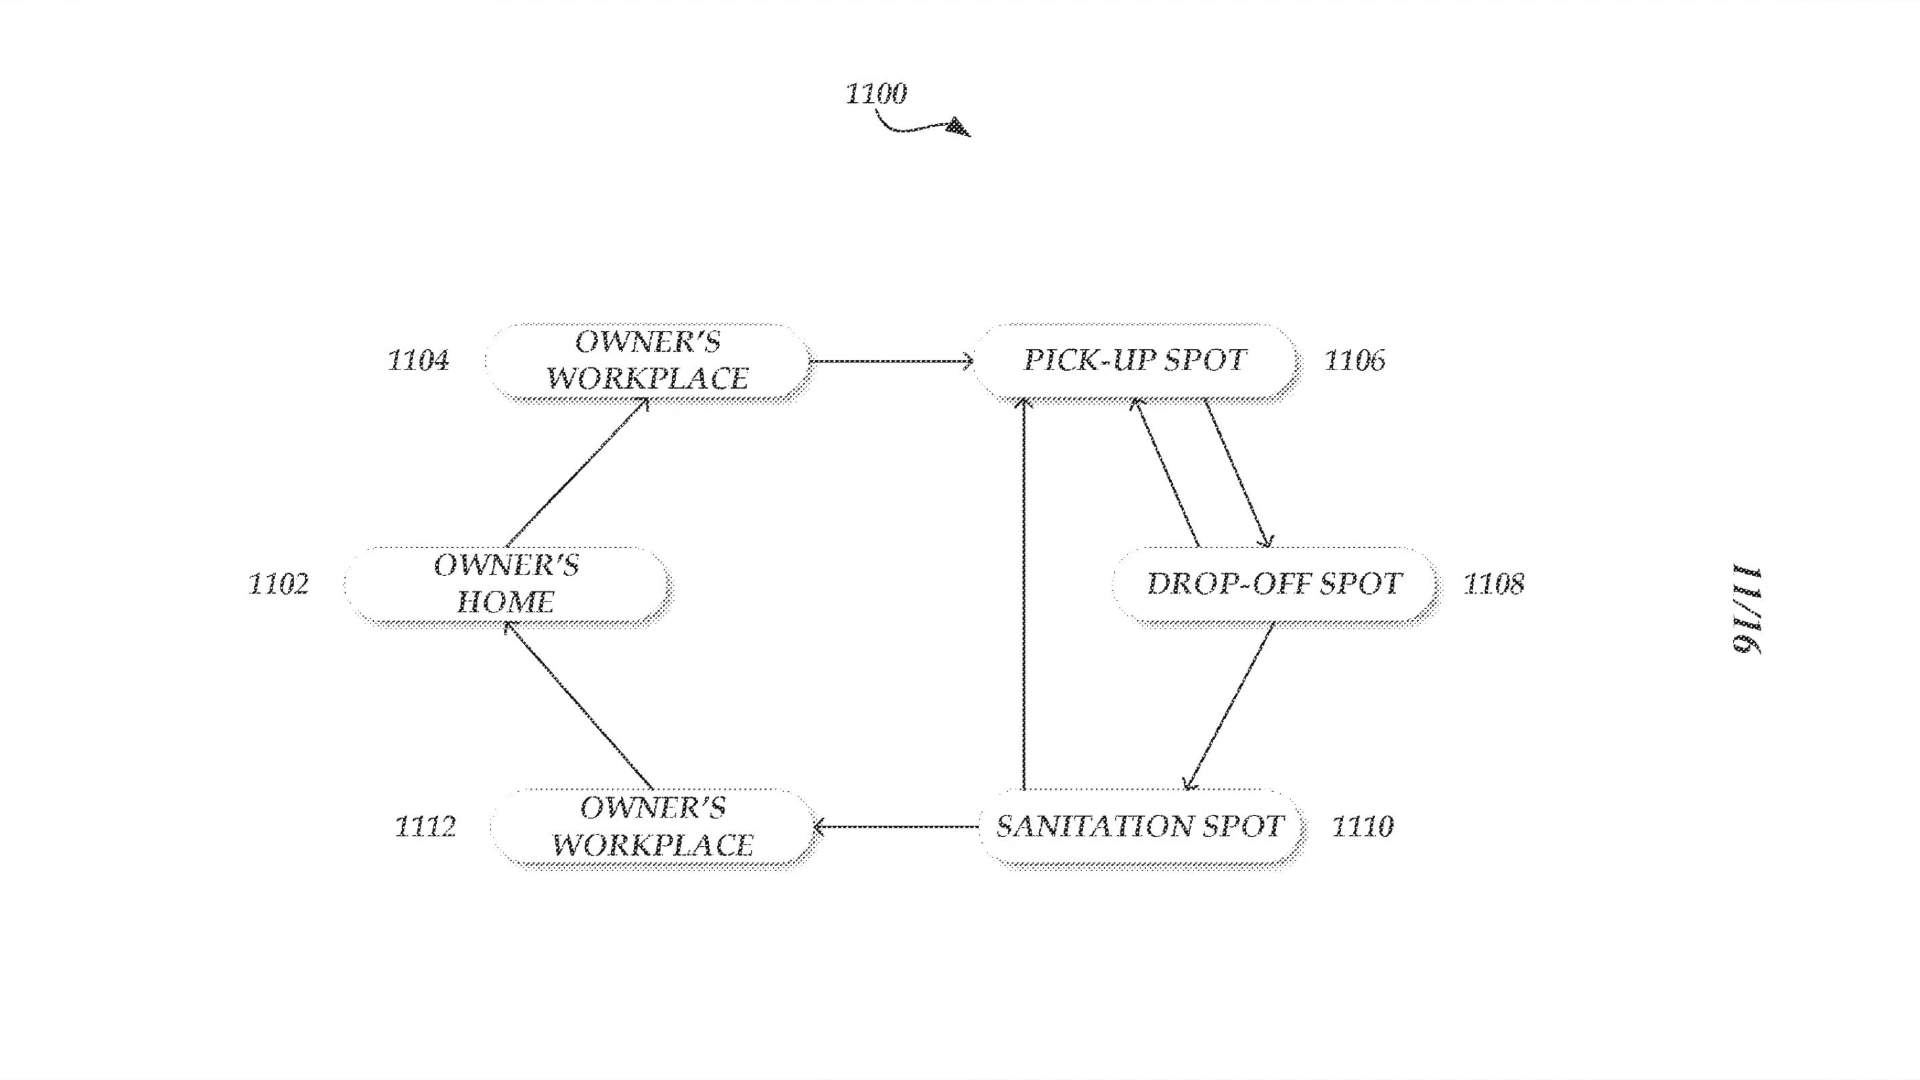 1100
1104
OWNER'S
WORKPLACE
PICK-UP SPOT
1106
1102
OWNER'S
HOME
DROP-OFF SPOT
1108
11/16
1112
OWNER'S
WORKPLACE
SANITATION SPOT
1110